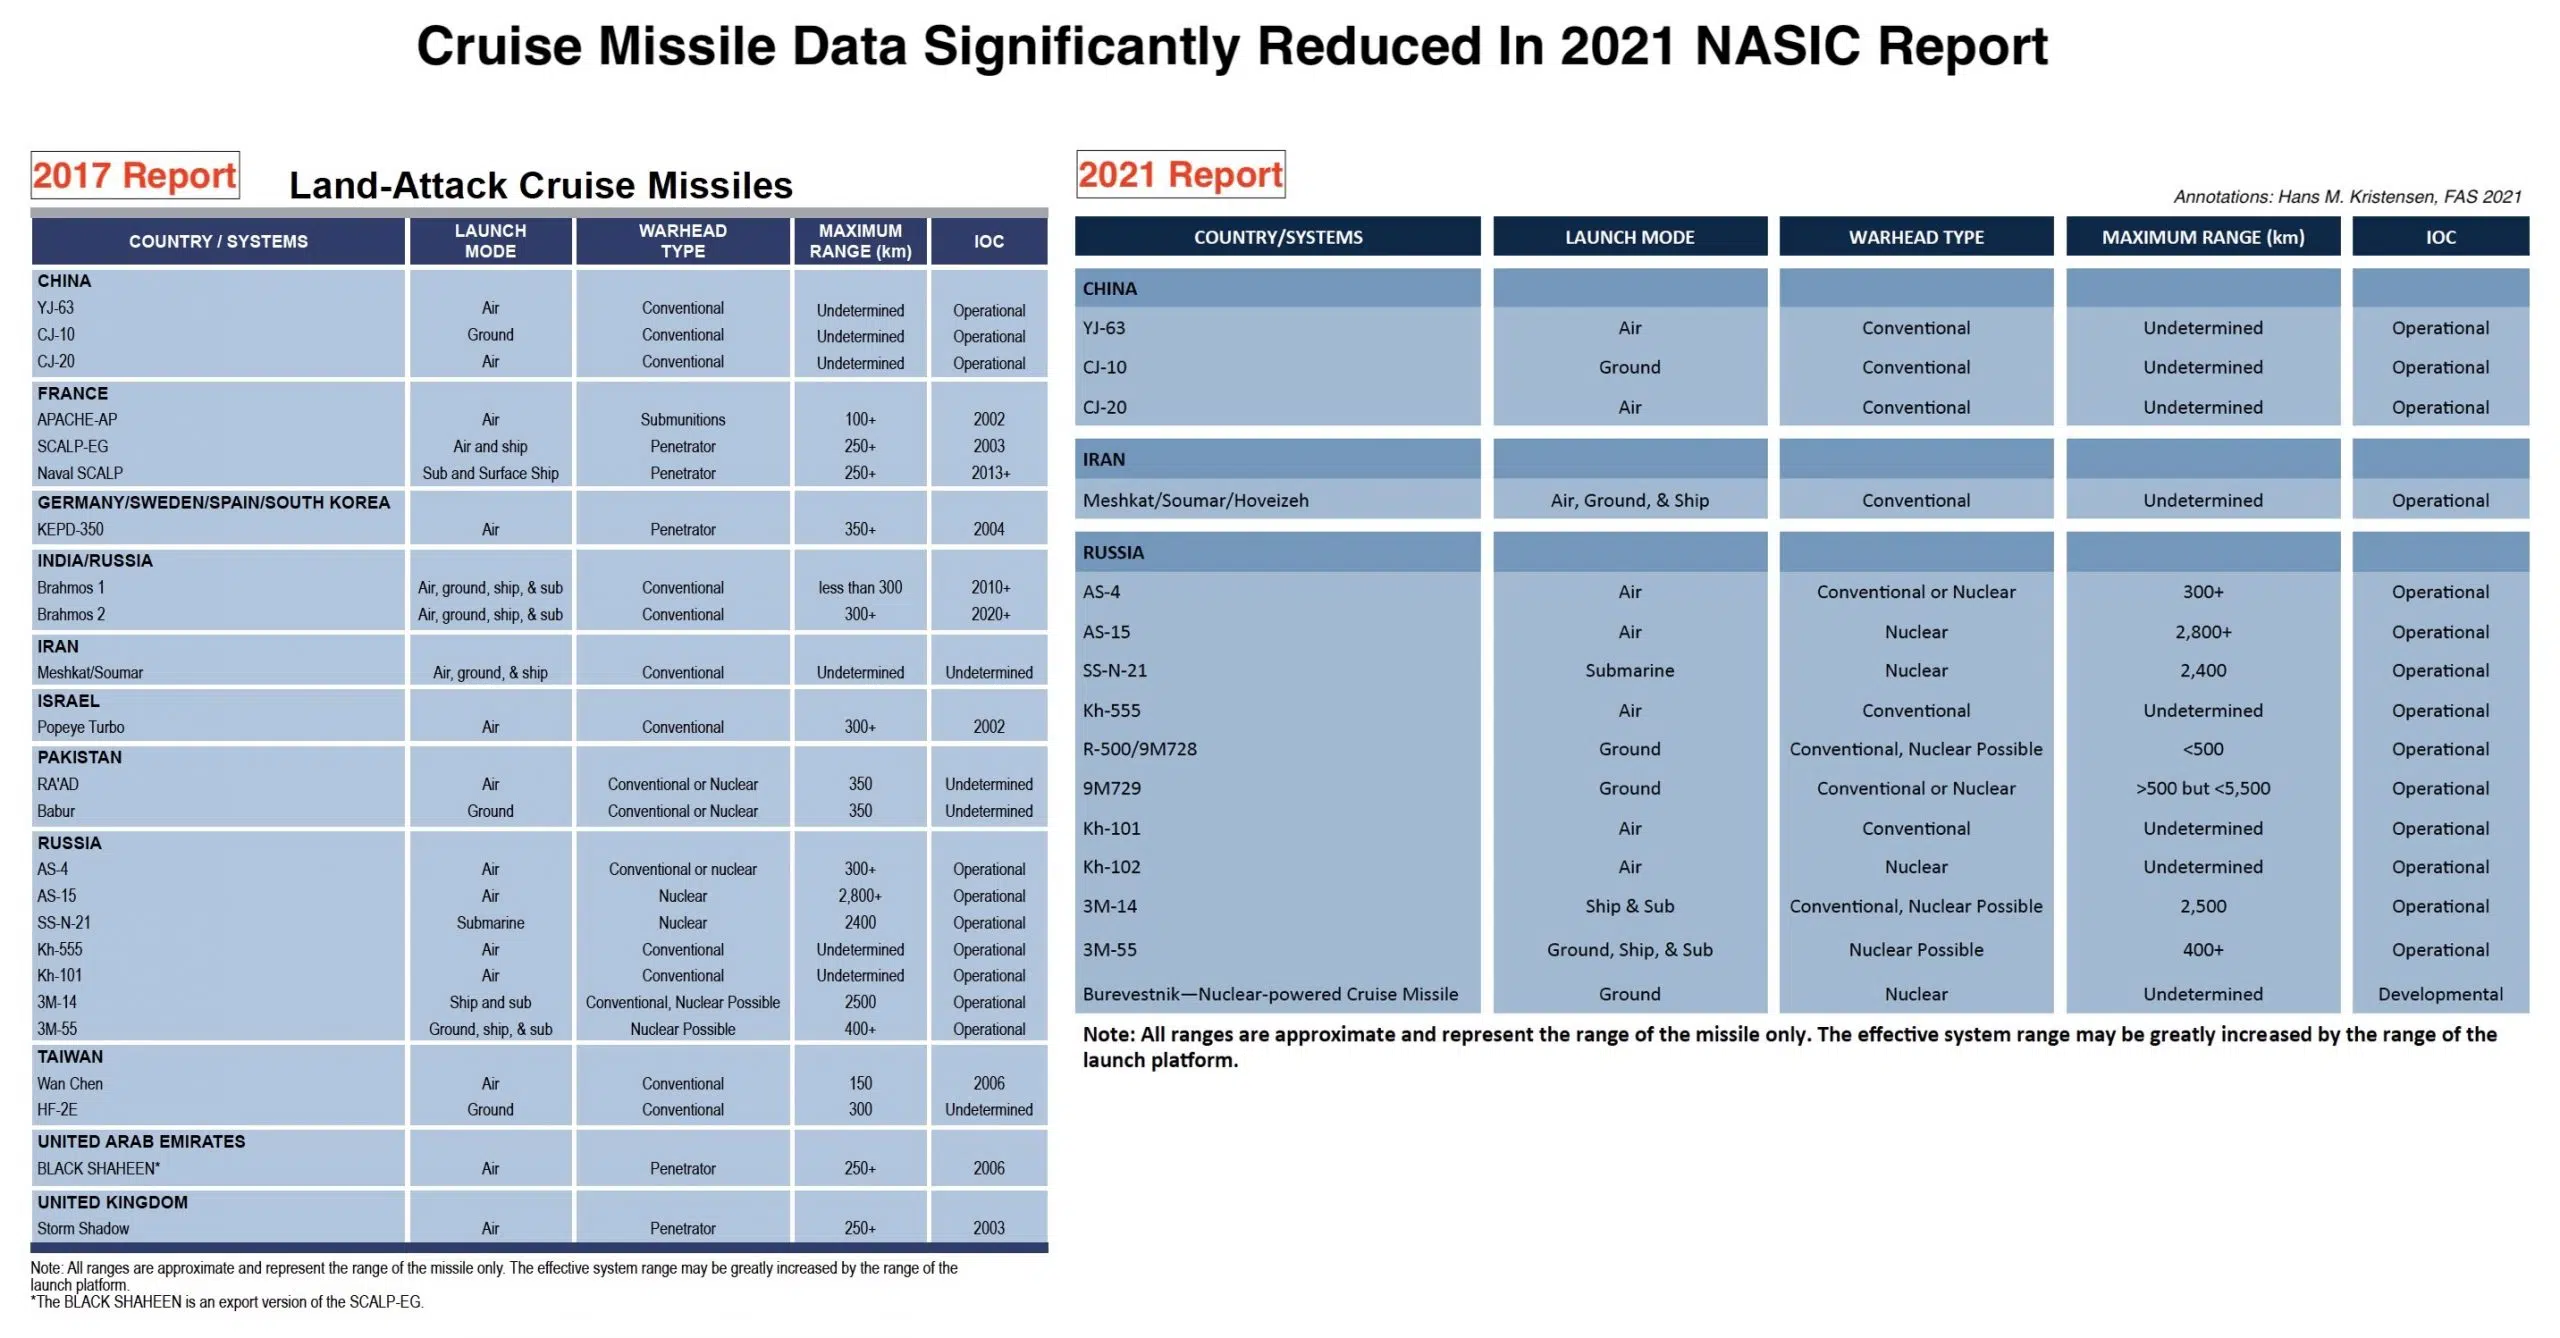 Cruise Missile Data Significantly Reduced In 2021 NASIC Report
2017 Report
Land-Attack Cruise Missiles
COUNTRY / SYSTEMS LAUNCH MODE WARHEAD TYPE MAXIMUM RANGE (km) IOC
CHINA
YJ-63 Air Conventional Undetermined Operational
CJ-10 Ground Conventional Undetermined Operational
CJ-20 Air Conventional Undetermined Operational
FRANCE
APACHE-AP Air Submunitions 100+ 2002
SCALP-EG Air and ship Penetrator 250+ 2003
Naval SCALP Sub and Surface Ship Penetrator 250+ 2013+
GERMANY/SWEDEN/SPAIN/SOUTH KOREA
KEPD-350 Air Penetrator 350+ 2004
INDIA/RUSSIA
Brahmos 1 Air, ground, ship, & sub Conventional less than 300 2010+
Brahmos 2 Air, ground, ship, & sub Conventional 300+ 2020+
IRAN
Meshkat/Soumar Air, ground, & ship Conventional Undetermined Undetermined
ISRAEL
Popeye Turbo Air Conventional 300+ 2002
PAKISTAN
RA'AD Air Conventional or Nuclear 350 Undetermined
Babur Ground Conventional or Nuclear 350 Undetermined
RUSSIA
AS-4 Air Conventional or nuclear 300+ Operational
AS-15 Air Nuclear 2,800+ Operational
SS-N-21 Submarine Nuclear 2400 Operational
Kh-555 Air Conventional Undetermined Operational
Kh-101 Air Conventional Undetermined Operational
3M-14 Ship and sub Conventional, Nuclear Possible 2500 Operational
3M-55 Ground, ship, & sub Nuclear Possible 400+ Operational
TAIWAN
Wan Chen Air Conventional 150 2006
HF-2E Ground Conventional 300 Undetermined
UNITED ARAB EMIRATES
BLACK SHAHEEN* Air Penetrator 250+ 2006
UNITED KINGDOM
Storm Shadow Air Penetrator 250+ 2003
Note: All ranges are approximate and represent the range of the missile only. The effective system range may be greatly increased by the range of the
launch platform.
*The BLACK SHAHEEN is an export version of the SCALP-EG.
2021 Report
Annotations: Hans M. Kristensen, FAS 2021
COUNTRY/SYSTEMS LAUNCH MODE WARHEAD TYPE MAXIMUM RANGE (km) IOC
CHINA
YJ-63 Air Conventional Undetermined Operational
CJ-10 Ground Conventional Undetermined Operational
CJ-20 Air Conventional Undetermined Operational
IRAN
Meshkat/Soumar/Hoveizeh Air, Ground, & Ship Conventional Undetermined Operational
RUSSIA
AS-4 Air Conventional or Nuclear 300+ Operational
AS-15 Air Nuclear 2,800+ Operational
SS-N-21 Submarine Nuclear 2,400 Operational
Kh-555 Air Conventional Undetermined Operational
R-500/9M728 Ground Conventional, Nuclear Possible <500 Operational
9M729 Ground Conventional or Nuclear >500 but <5,500 Operational
Kh-101 Air Conventional Undetermined Operational
Kh-102 Air Nuclear Undetermined Operational
3M-14 Ship & Sub Conventional, Nuclear Possible 2,500 Operational
3M-55 Ground, Ship, & Sub Nuclear Possible 400+ Operational
Burevestnik—Nuclear-powered Cruise Missile Ground Nuclear Undetermined Developmental
Note: All ranges are approximate and represent the range of the missile only. The effective system range may be greatly increased by the range of the
launch platform.